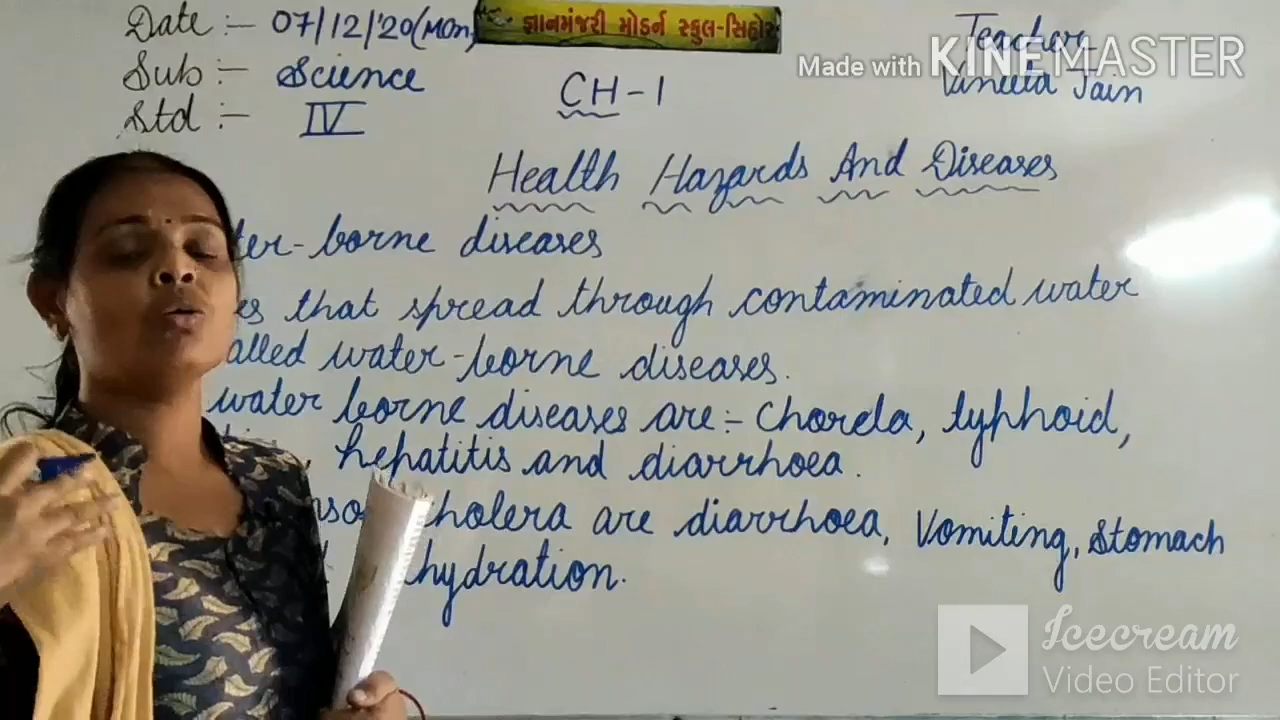 Date :- 07/12/'20 (Mon)
જ્ઞાનમંજરી મોડર્ન સ્કુલ-સિહોર
Teacher
Made with KINEMASTER
Sub :- Science
CH-1
Vineeta Jain
Std :- IV
Health Hazards And Diseases
ter-borne diseases
es that spread through contaminated water
alled water-borne diseases.
water borne diseases are:- Chorela, typhoid,
hepatitis and diarrhoea.
cholera are diarrhoea, Vomiting, Stomach
hydration.
Icecream
Video Editor